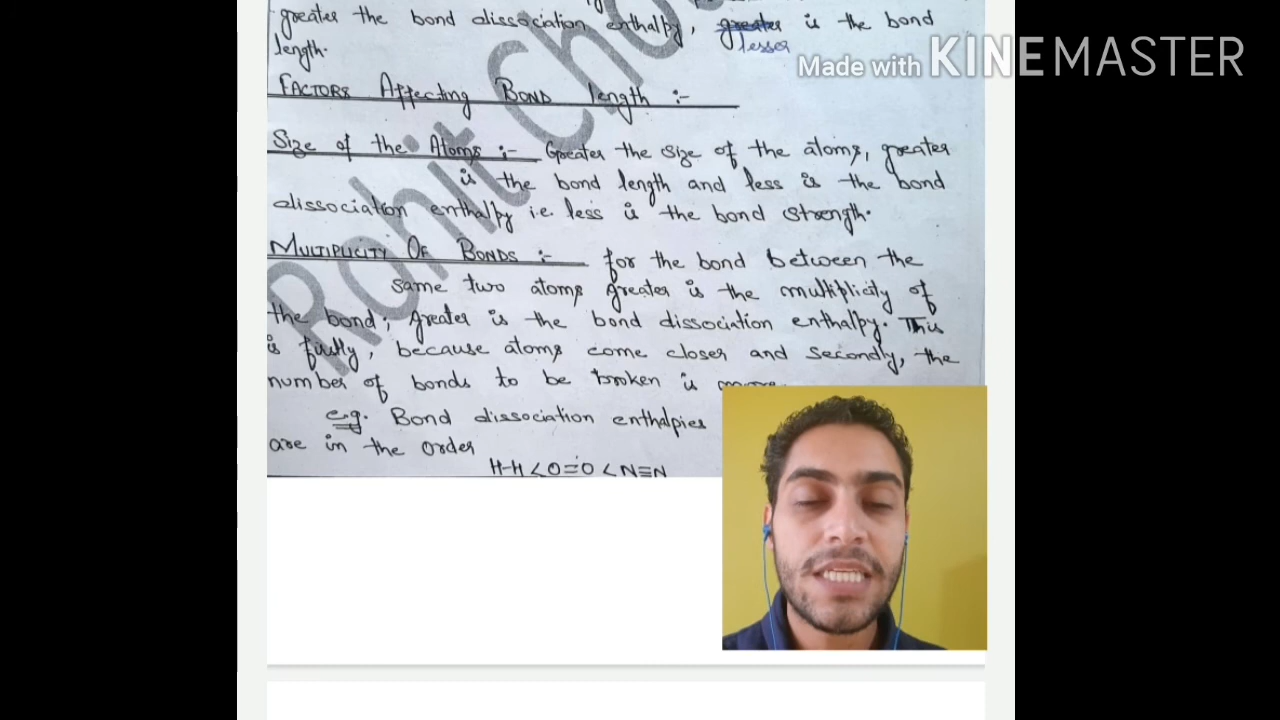 greater the bond dissociation enthalpy, greater is the bond
lesser
length.
Made with KINEMASTER
FACTORS Affecting BOND length :-
Size of the Atoms :- Greater the size of the atoms, greater
is the bond length and less is the bond
dissociation enthalpy i.e. less is the bond strength.
MULTIPLICITY OF BONDS :- for the bond between the
same two atoms greater is the multiplicity of
the bond; greater is the bond dissociation enthalpy. This
is firstly, because atoms come closer and secondly, the
number of bonds to be broken is more.
e.g. Bond dissociation enthalpies
are in the order
H-H < O=O < N≡N